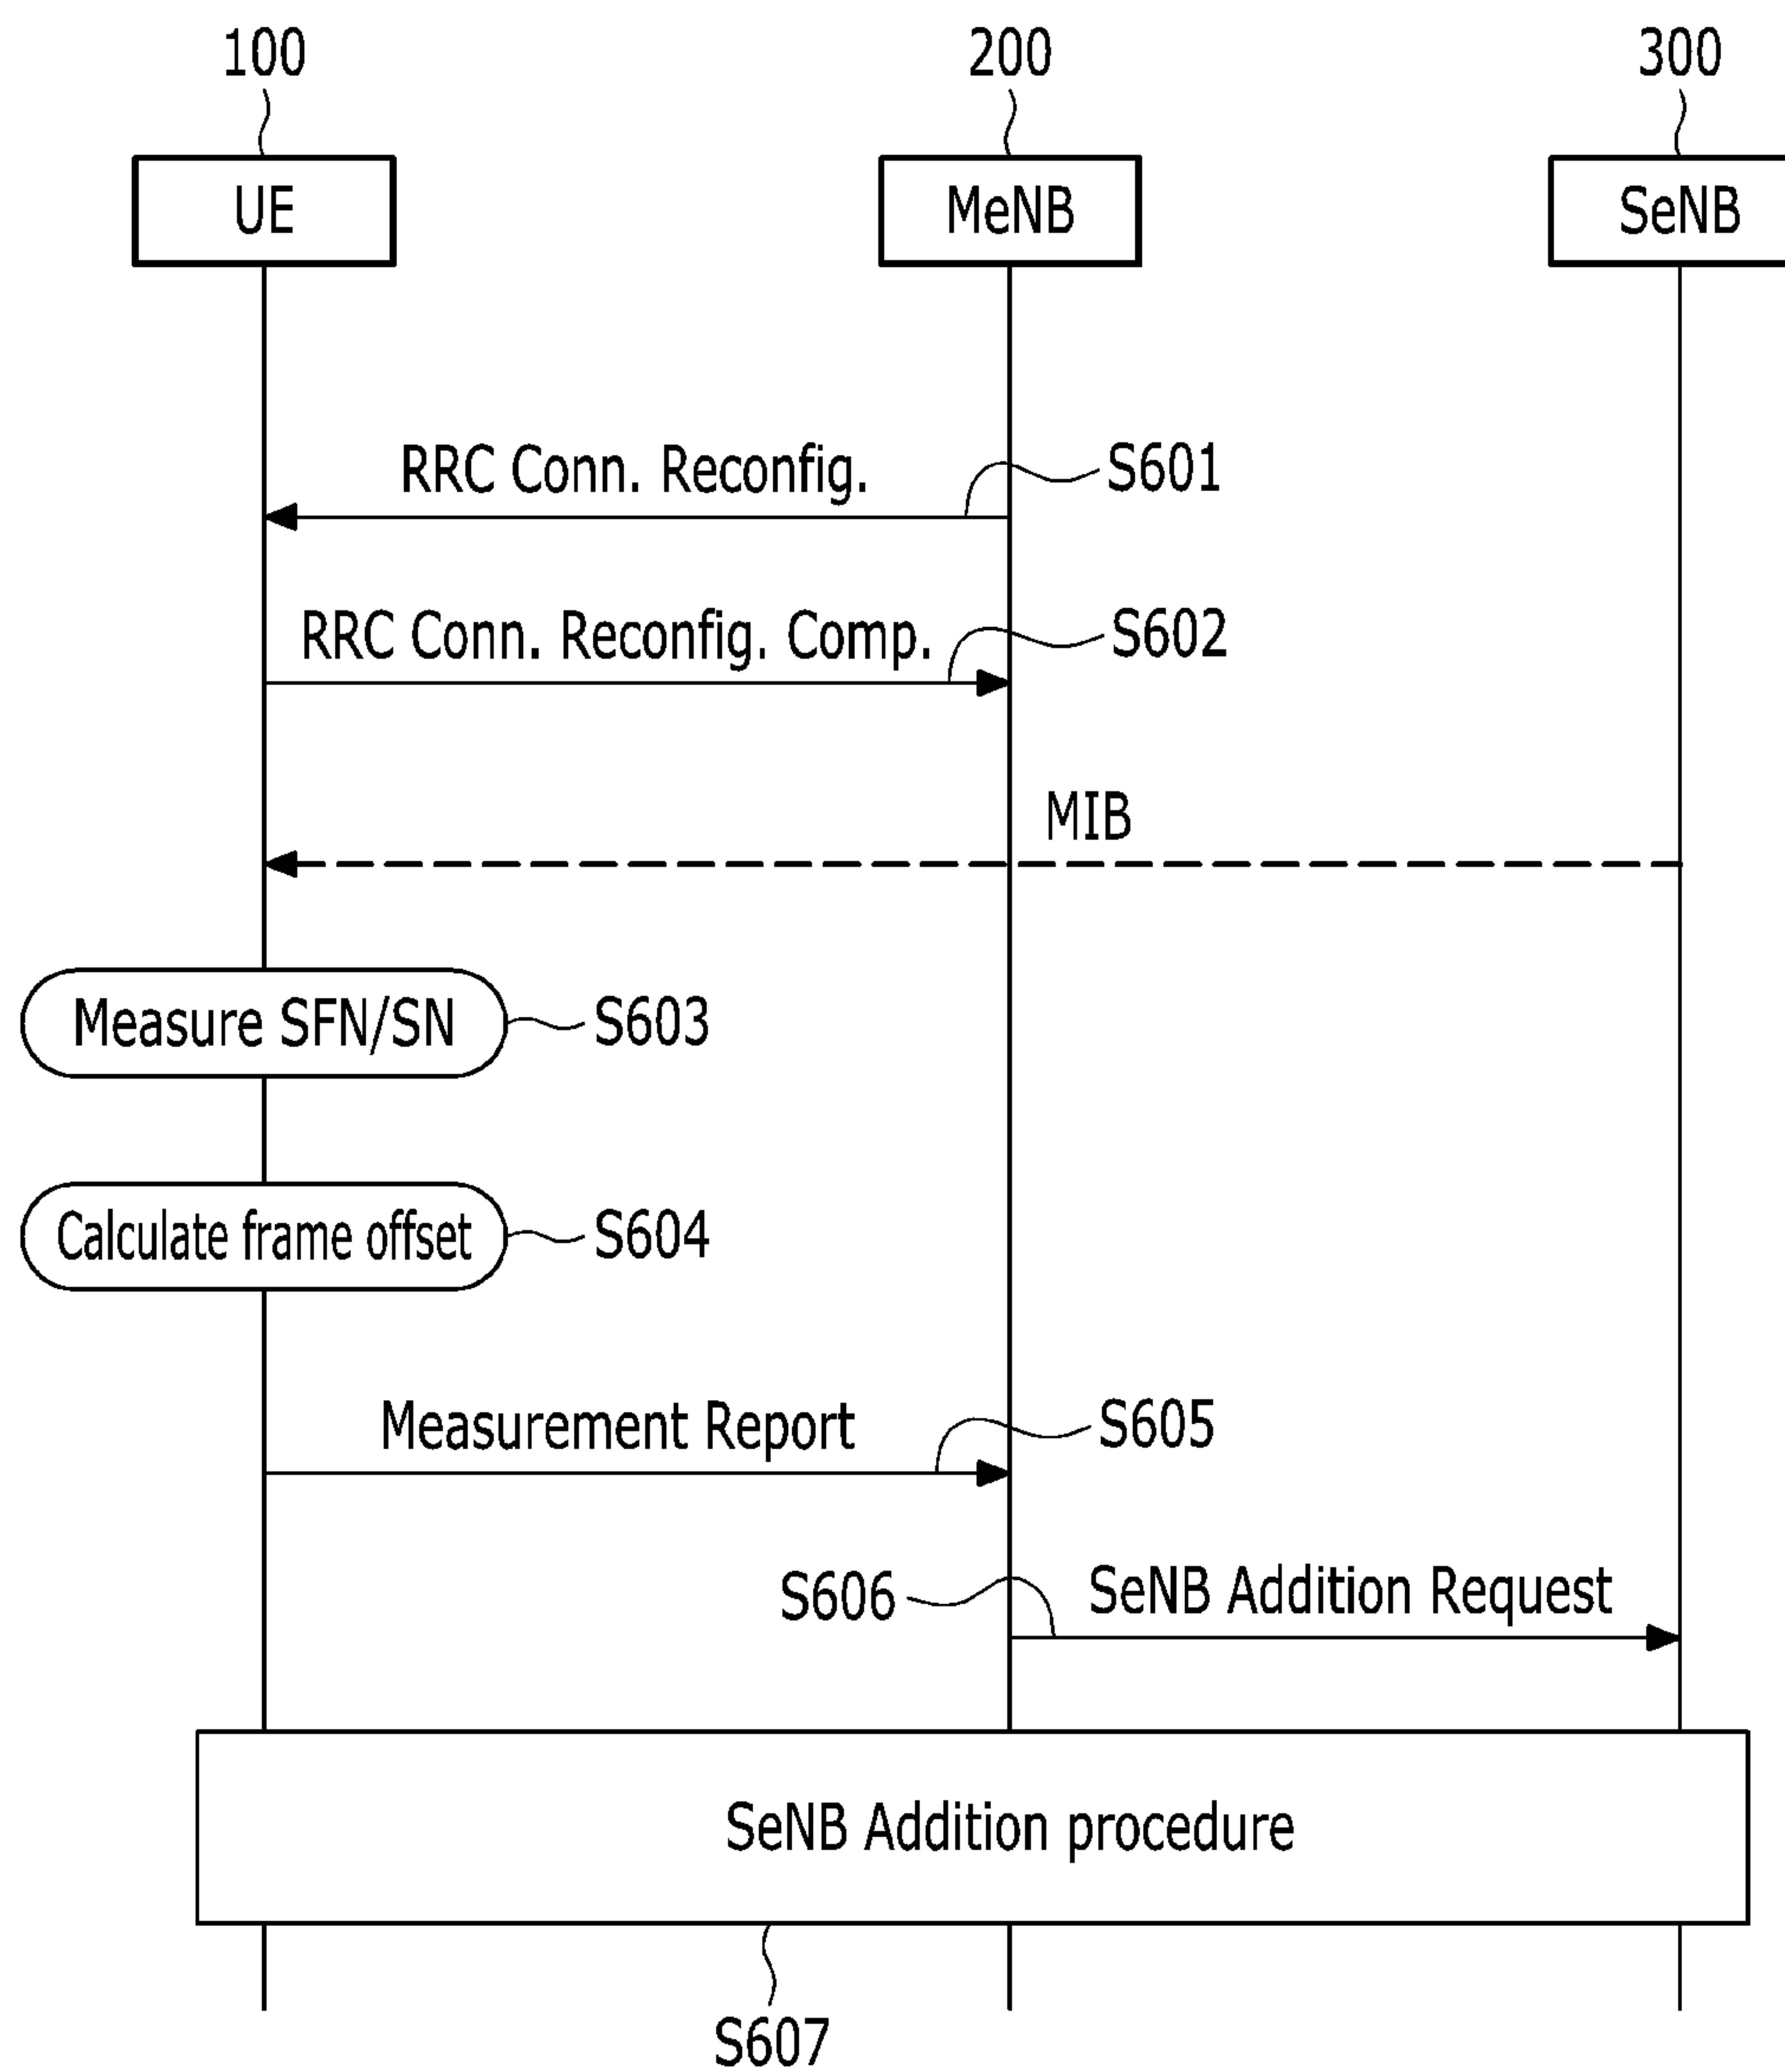 100
200
300
UE
MeNB
SeNB
RRC Conn. Reconfig.
S601
RRC Conn. Reconfig. Comp.
S602
MIB
Measure SFN/SN
S603
Calculate frame offset
S604
Measurement Report
S605
S606
SeNB Addition Request
SeNB Addition procedure
S607